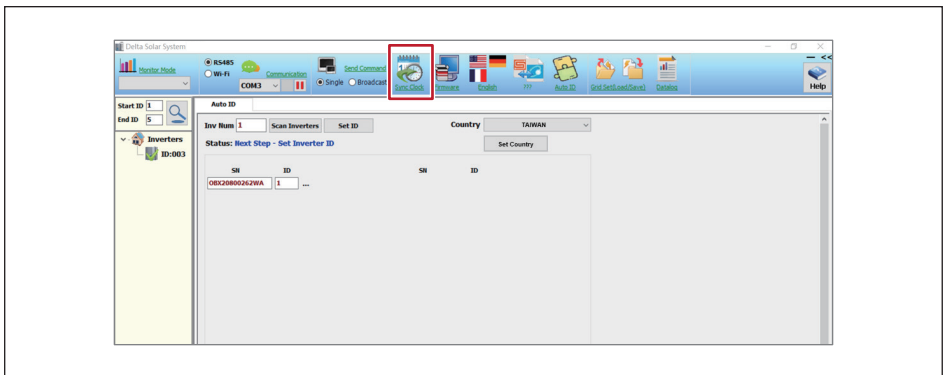 Delta Solar System
Monitor Mode
RS485
Wi-Fi
Communication
COM3
Send Command
Single Broadcast
Sync Clock
Firmware
English
Auto ID
Grid Set(Load/Save)
Datalog
<<
Help
Start ID 1
End ID 5
Inverters
ID:003
Auto ID
Inv Num 1 Scan Inverters Set ID Country TAIWAN
Status: Next Step - Set Inverter ID Set Country
SN ID SN ID
OBX20800262WA 1 ...